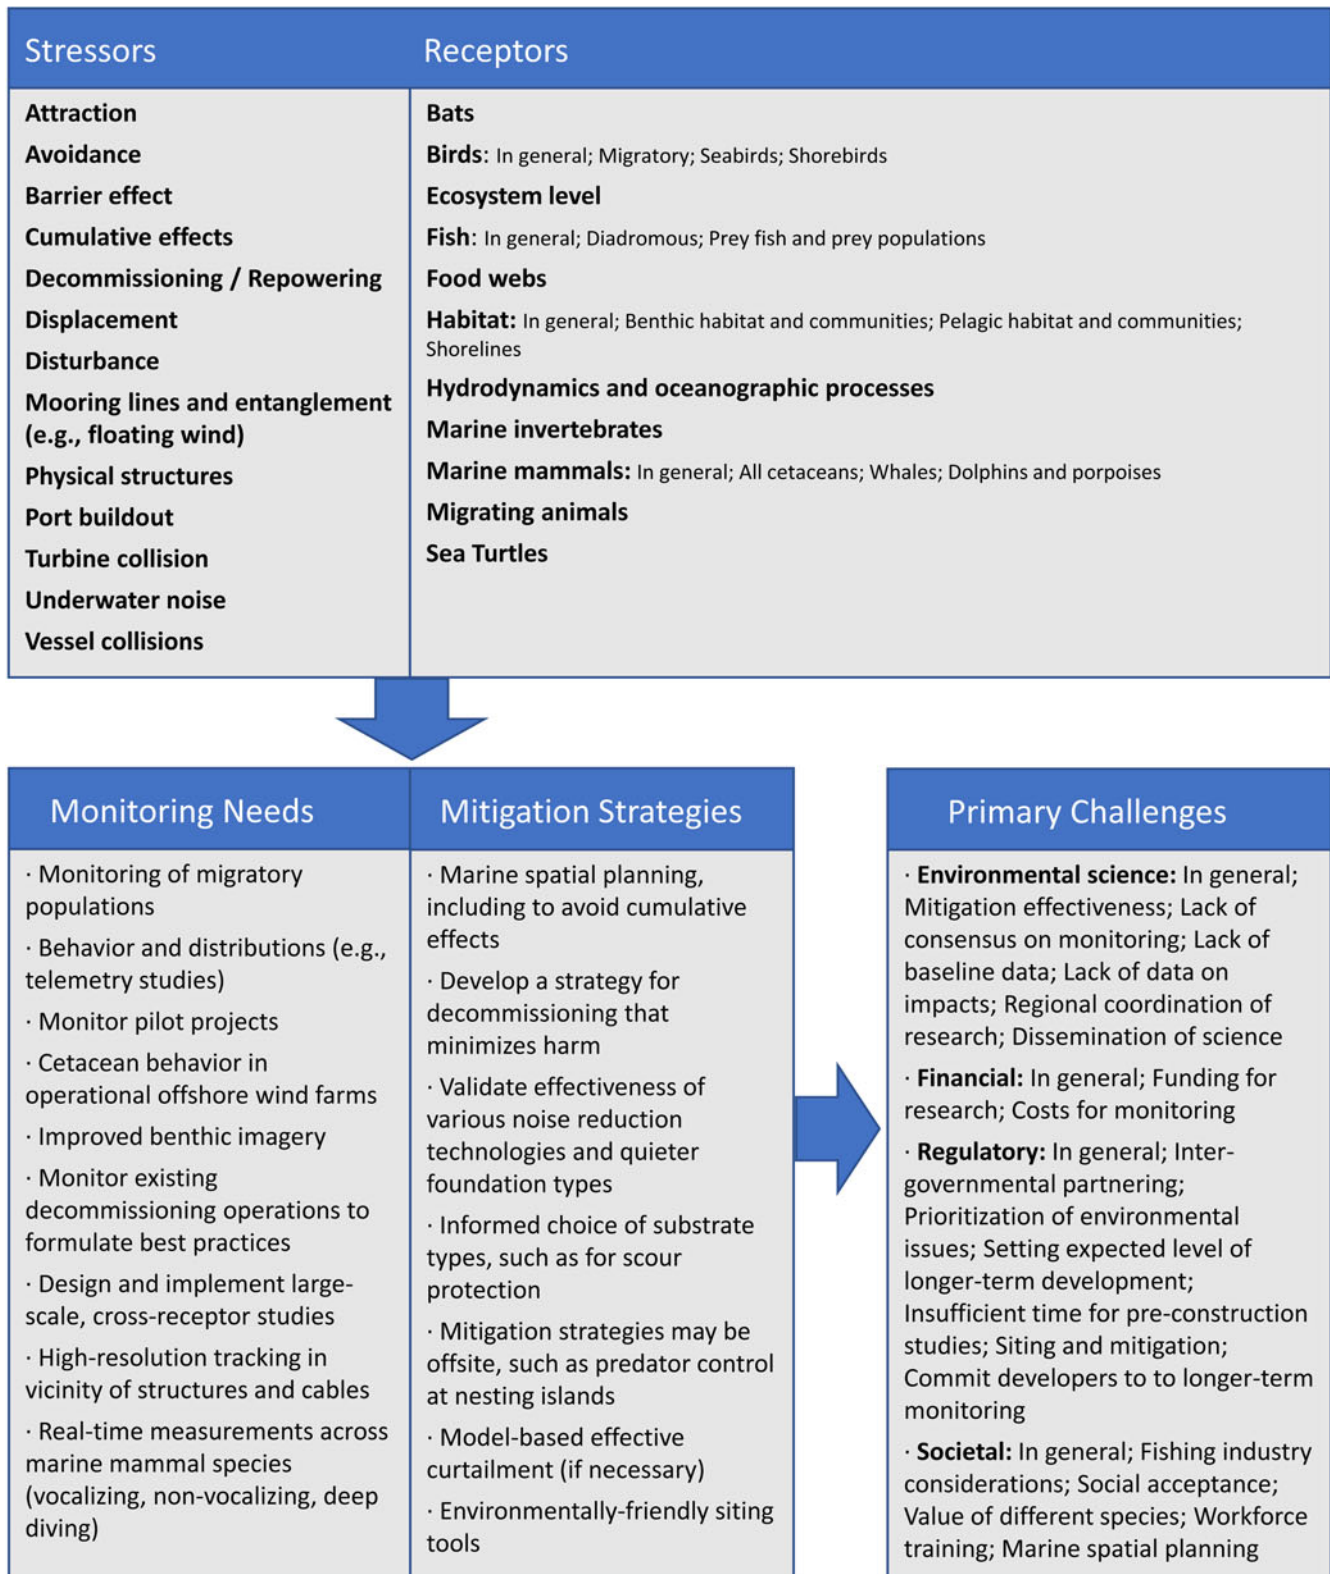 Stressors
Receptors
Attraction
Avoidance
Barrier effect
Cumulative effects
Decommissioning / Repowering
Displacement
Disturbance
Mooring lines and entanglement
(e.g., floating wind)
Physical structures
Port buildout
Turbine collision
Underwater noise
Vessel collisions
Bats
Birds: In general; Migratory; Seabirds; Shorebirds
Ecosystem level
Fish: In general; Diadromous; Prey fish and prey populations
Food webs
Habitat: In general; Benthic habitat and communities; Pelagic habitat and communities;
Shorelines
Hydrodynamics and oceanographic processes
Marine invertebrates
Marine mammals: In general; All cetaceans; Whales; Dolphins and porpoises
Migrating animals
Sea Turtles
Monitoring Needs
· Monitoring of migratory
populations
· Behavior and distributions (e.g.,
telemetry studies)
· Monitor pilot projects
· Cetacean behavior in
operational offshore wind farms
· Improved benthic imagery
· Monitor existing
decommissioning operations to
formulate best practices
· Design and implement large-
scale, cross-receptor studies
· High-resolution tracking in
vicinity of structures and cables
· Real-time measurements across
marine mammal species
(vocalizing, non-vocalizing, deep
diving)
Mitigation Strategies
· Marine spatial planning,
including to avoid cumulative
effects
· Develop a strategy for
decommissioning that
minimizes harm
· Validate effectiveness of
various noise reduction
technologies and quieter
foundation types
· Informed choice of substrate
types, such as for scour
protection
· Mitigation strategies may be
offsite, such as predator control
at nesting islands
· Model-based effective
curtailment (if necessary)
· Environmentally-friendly siting
tools
Primary Challenges
· Environmental science: In general;
Mitigation effectiveness; Lack of
consensus on monitoring; Lack of
baseline data; Lack of data on
impacts; Regional coordination of
research; Dissemination of science
· Financial: In general; Funding for
research; Costs for monitoring
· Regulatory: In general; Inter-
governmental partnering;
Prioritization of environmental
issues; Setting expected level of
longer-term development;
Insufficient time for pre-construction
studies; Siting and mitigation;
Commit developers to to longer-term
monitoring
· Societal: In general; Fishing industry
considerations; Social acceptance;
Value of different species; Workforce
training; Marine spatial planning